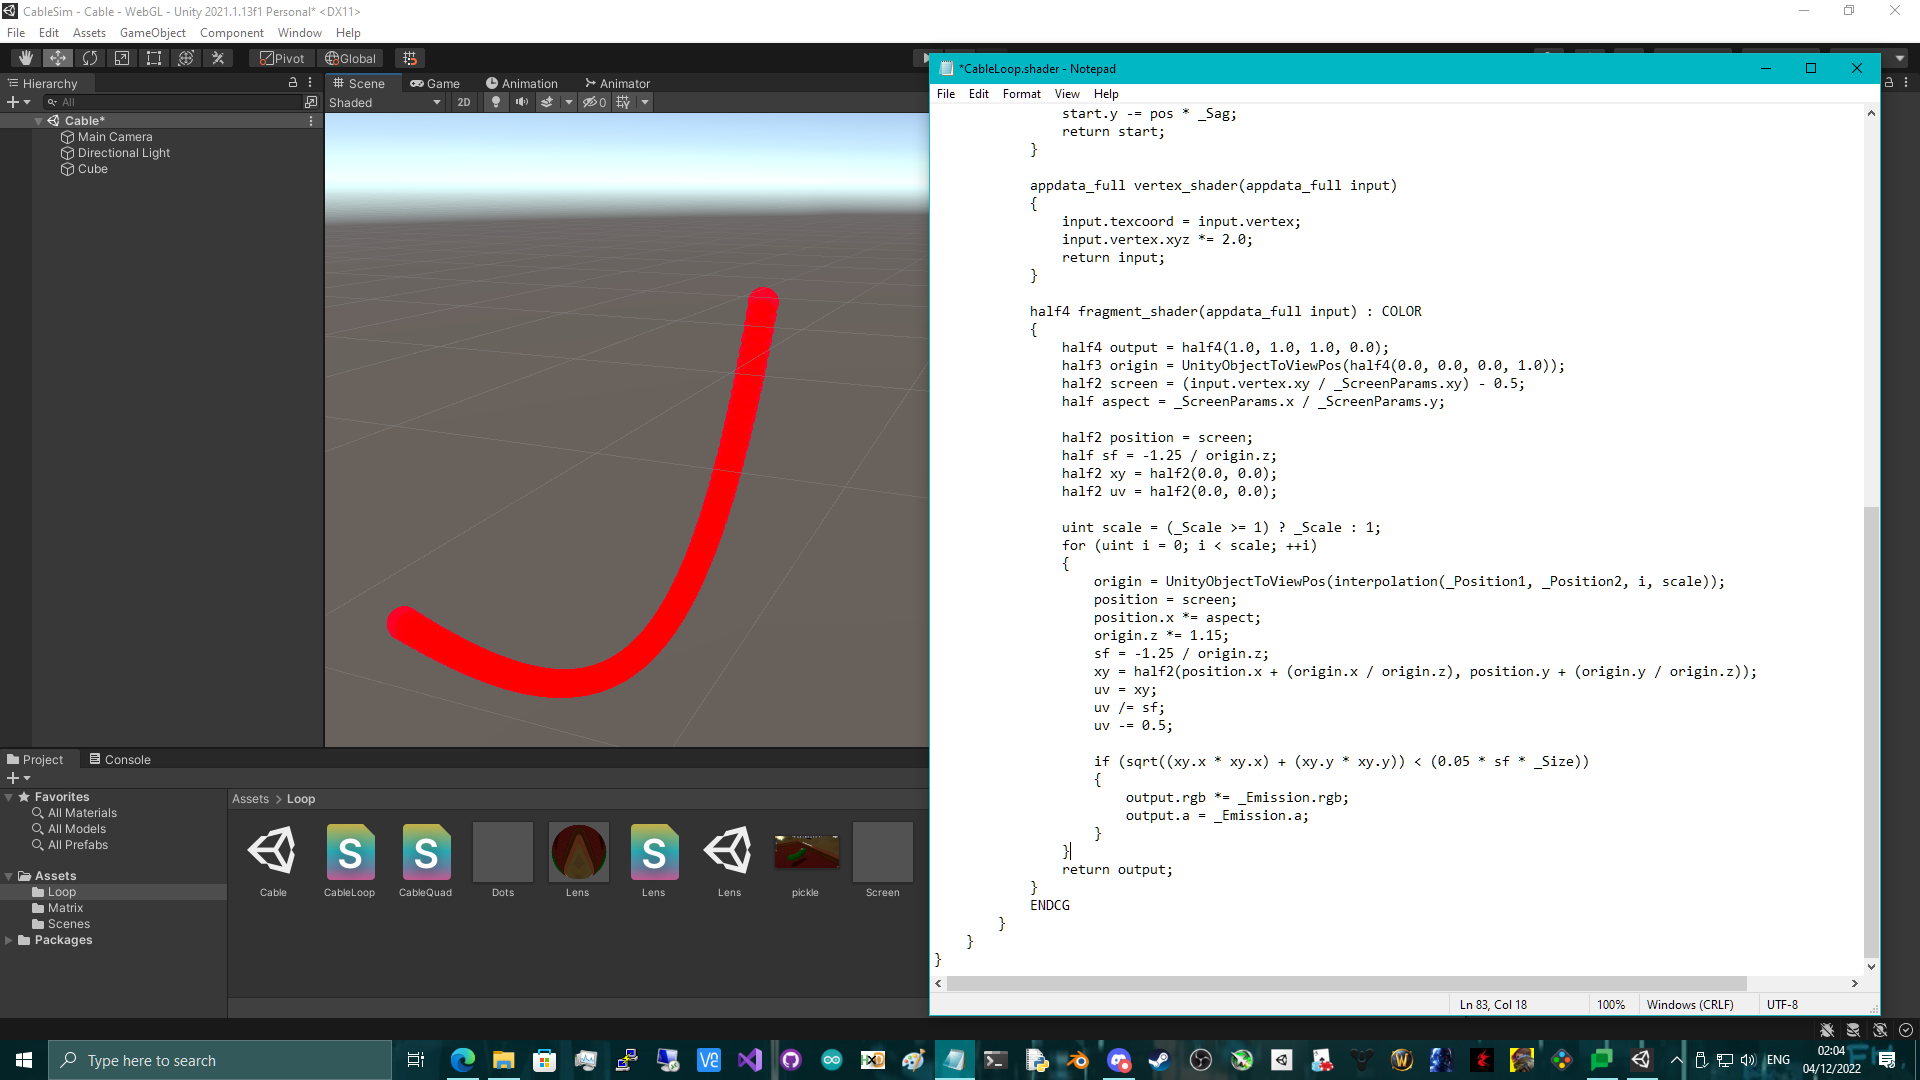 CableSim - Cable - WebGL - Unity 2021.1.13f1 Personal* <DX11>
File Edit Assets GameObject Component Window Help
Pivot Global
Hierarchy
All
Cable*
Main Camera
Directional Light
Cube
Scene Game Animation Animator
Shaded 2D 0
*CableLoop.shader - Notepad
File Edit Format View Help
start.y -= pos * _Sag;
return start;
}
appdata_full vertex_shader(appdata_full input)
{
input.texcoord = input.vertex;
input.vertex.xyz *= 2.0;
return input;
}
half4 fragment_shader(appdata_full input) : COLOR
{
half4 output = half4(1.0, 1.0, 1.0, 0.0);
half3 origin = UnityObjectToViewPos(half4(0.0, 0.0, 0.0, 1.0));
half2 screen = (input.vertex.xy / _ScreenParams.xy) - 0.5;
half aspect = _ScreenParams.x / _ScreenParams.y;
half2 position = screen;
half sf = -1.25 / origin.z;
half2 xy = half2(0.0, 0.0);
half2 uv = half2(0.0, 0.0);
uint scale = (_Scale >= 1) ? _Scale : 1;
for (uint i = 0; i < scale; ++i)
{
origin = UnityObjectToViewPos(interpolation(_Position1, _Position2, i, scale));
position = screen;
position.x *= aspect;
origin.z *= 1.15;
sf = -1.25 / origin.z;
xy = half2(position.x + (origin.x / origin.z), position.y + (origin.y / origin.z));
uv = xy;
uv /= sf;
uv -= 0.5;
if (sqrt((xy.x * xy.x) + (xy.y * xy.y)) < (0.05 * sf * _Size))
{
output.rgb *= _Emission.rgb;
output.a = _Emission.a;
}
}
return output;
}
ENDCG
}
}
}
Ln 83, Col 18 100% Windows (CRLF) UTF-8
Project Console
Favorites
All Materials
All Models
All Prefabs
Assets
Loop
Matrix
Scenes
Packages
Assets > Loop
Cable CableLoop CableQuad Dots Lens Lens Lens pickle Screen
Type here to search
ENG
02:04
04/12/2022